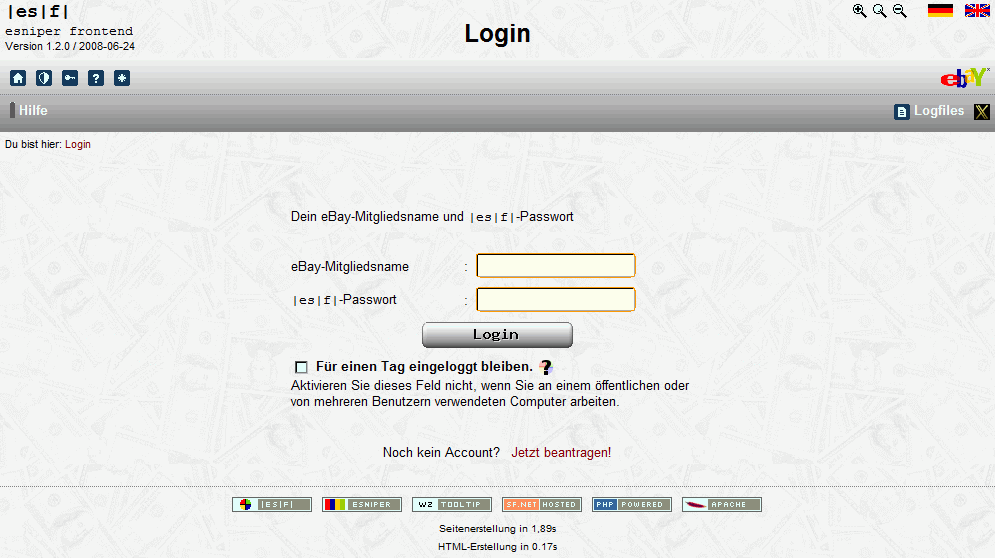 |es|f|
esniper frontend
Version 1.2.0 / 2008-06-24
Login
ebaY
Hilfe
Logfiles
Du bist hier: Login
Dein eBay-Mitgliedsname und |es|f|-Passwort
eBay-Mitgliedsname :
|es|f|-Passwort :
Login
Für einen Tag eingeloggt bleiben. ?
Aktivieren Sie dieses Feld nicht, wenn Sie an einem öffentlichen oder
von mehreren Benutzern verwendeten Computer arbeiten.
Noch kein Account? Jetzt beantragen!
|ES|F| ESNIPER WZ TOOLTIP SF.NET HOSTED PHP POWERED APACHE
Seitenerstellung in 1,89s
HTML-Erstellung in 0.17s